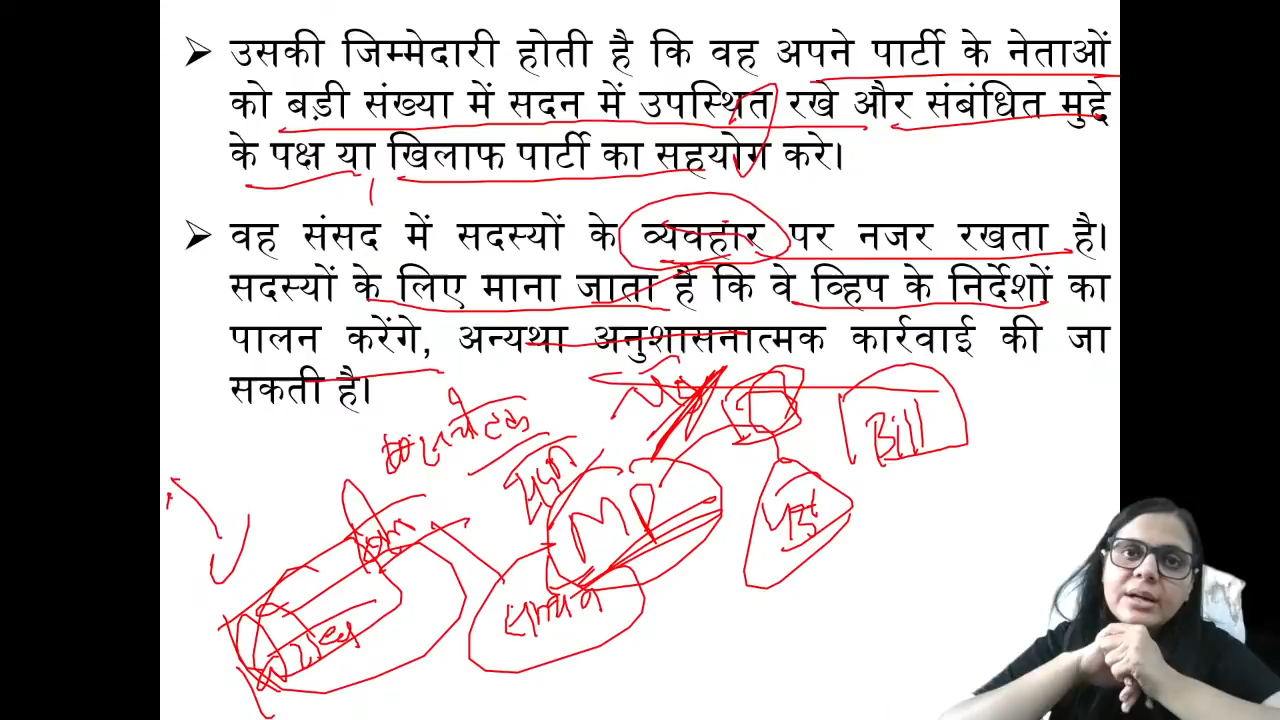 ➢ उसकी जिम्मेदारी होती है कि वह अपने पार्टी के नेताओं
को बड़ी संख्या में सदन में उपस्थित रखे और संबंधित मुद्दे
के पक्ष या खिलाफ पार्टी का सहयोग करे।
➢ वह संसद में सदस्यों के व्यवहार पर नजर रखता है।
सदस्यों के लिए माना जाता है कि वे व्हिप के निर्देशों का
पालन करेंगे, अन्यथा अनुशासनात्मक कार्रवाई की जा
सकती है।
Bill
MP